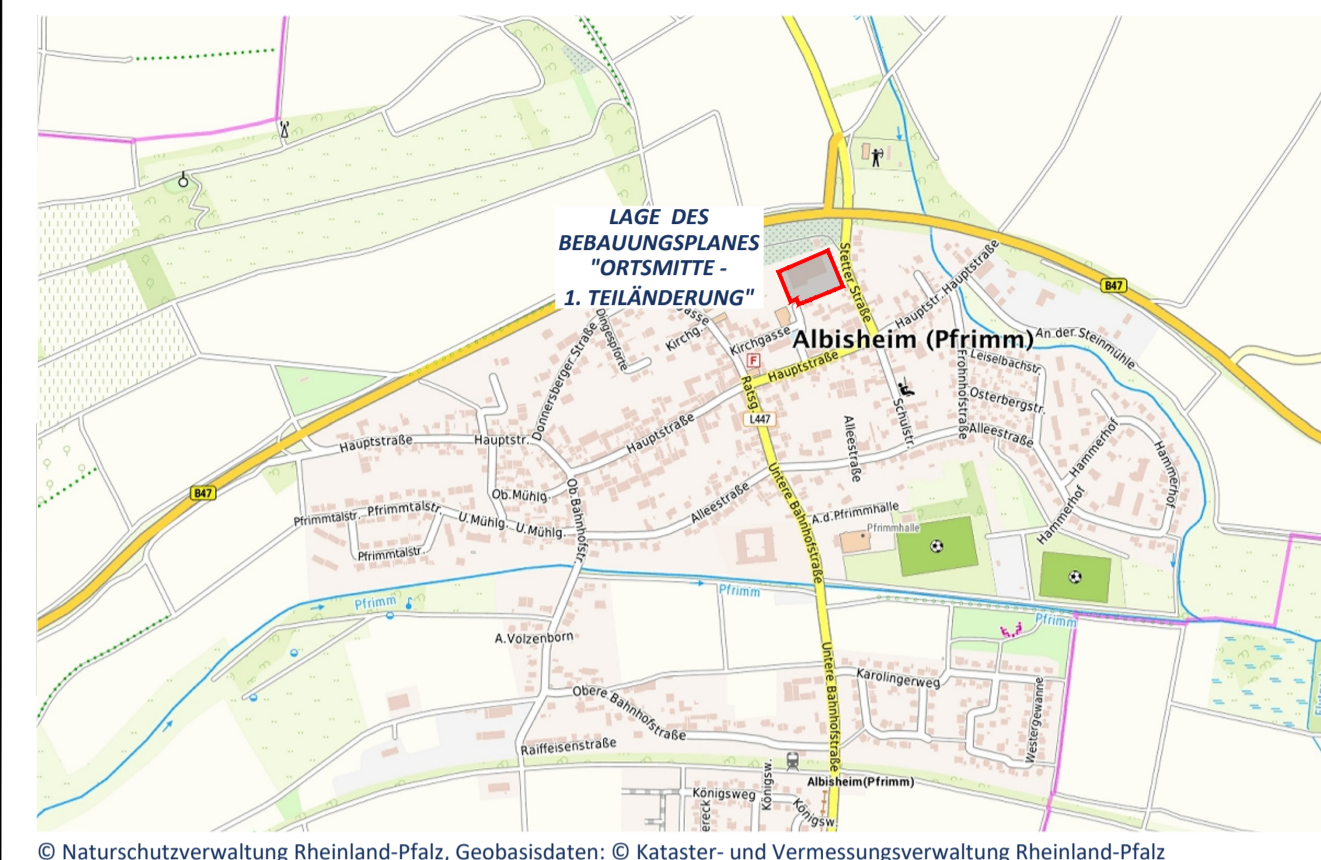 LAGE DES
BEBAUUNGSPLANES
"ORTSMITTE -
1. TEILÄNDERUNG"
Stetter Straße
Hauptstr.
Hauptstraße
B47
Albisheim (Pfrimm)
An der Steinmühle
Dingespforte
Donnersberger Straße
Kirchg.
Kirchgasse
F
Hauptstraße
Ratsg.
L447
Leiselbachstr.
Frohnhofstraße
Osterbergstr.
Schulstr.
Alleestraße
Alleestraße
Hammerhof
Hammerhof
Hammerhof
Hauptstraße
Hauptstr.
Hauptstraße
B47
Ob.Mühlg.
Ob.Bahnhofstr.
Alleestraße
Untere Bahnhofstraße
Pfrimmtalstr.
Pfrimmtalstr.
U.Mühlg.
U.Mühlg.
Pfrimmtalstr.
A.d.Pfrimmhalle
Pfrimmhalle
Pfrimm
Pfrimm
Pfrimm
A.Volzenborn
Untere Bahnhofstraße
Karolingerweg
Westergewanne
Obere Bahnhofstraße
Raiffeisenstraße
Albisheim(Pfrimm)
Königsweg
Königsw.
Königsw.
© Naturschutzverwaltung Rheinland-Pfalz, Geobasisdaten: © Kataster- und Vermessungsverwaltung Rheinland-Pfalz